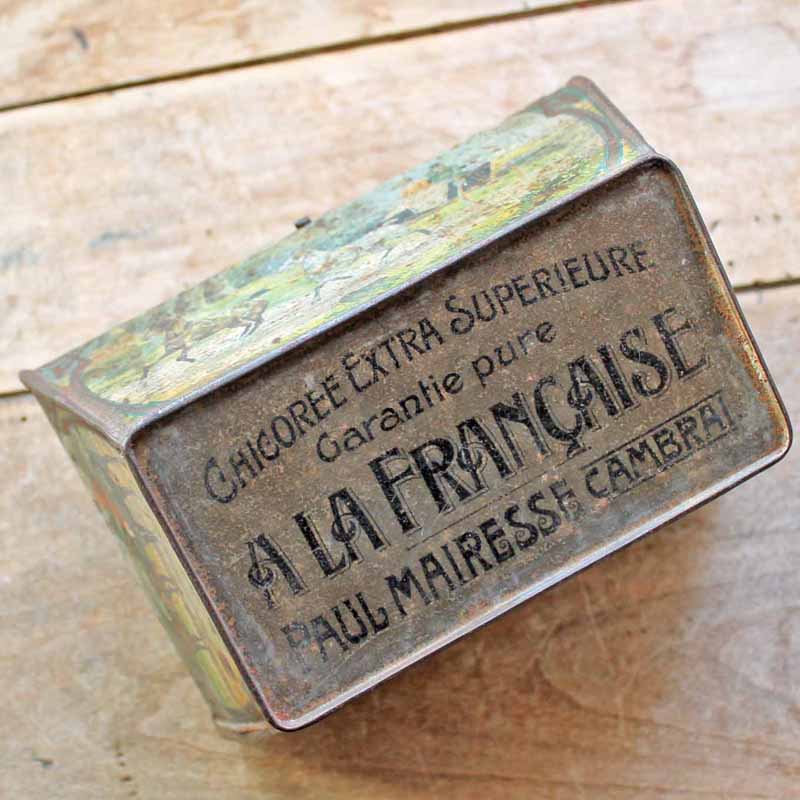 CHICORÉE EXTRA SUPERIEURE
Garantie pure
A LA FRANÇAISE
PAUL MAIRESSE CAMBRAI